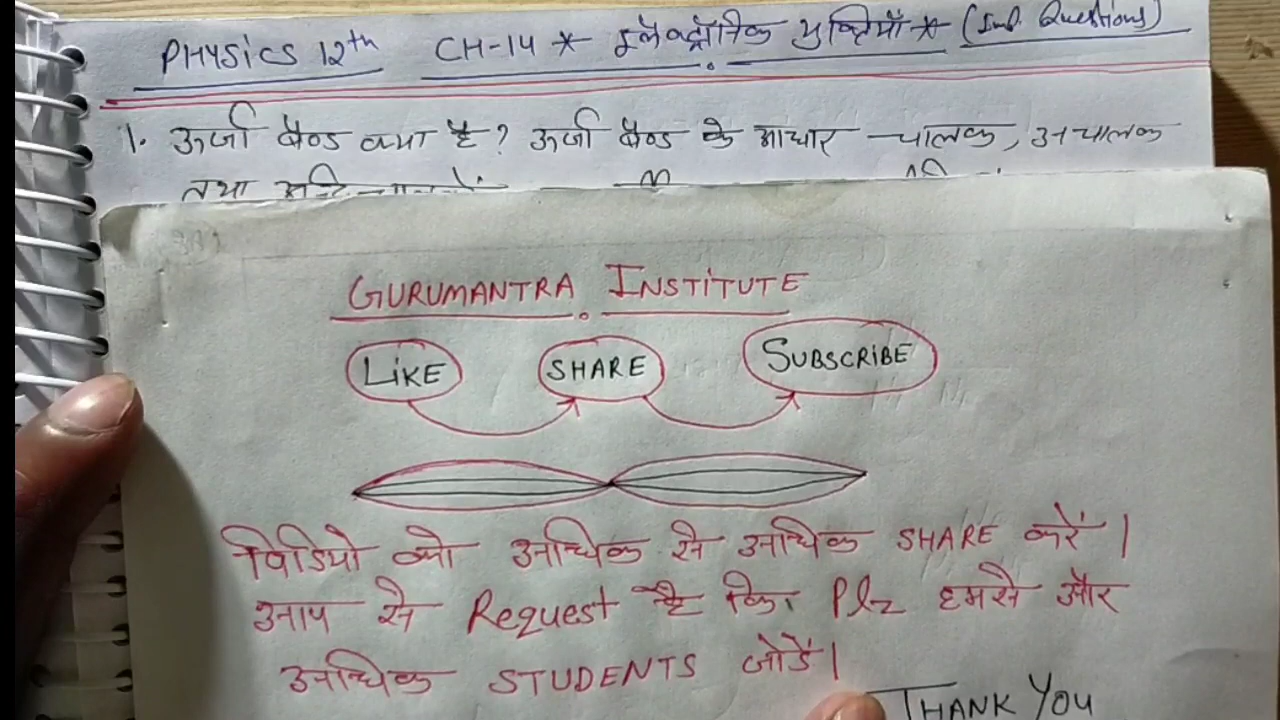 PHYSICS 12th CH-14 * इलेक्ट्रॉनिक युक्तियाँ * (Imp. Questions)
1. ऊर्जा बैण्ड क्या है? ऊर्जा बैण्ड के आधार चालक, अचालक
तथा
GURUMANTRA INSTITUTE
LIKE SHARE SUBSCRIBE
विडियो को अधिक से अधिक SHARE करें।
आप से Request है कि Plz हमसे और
अधिक STUDENTS जोडें।
THANK YOU